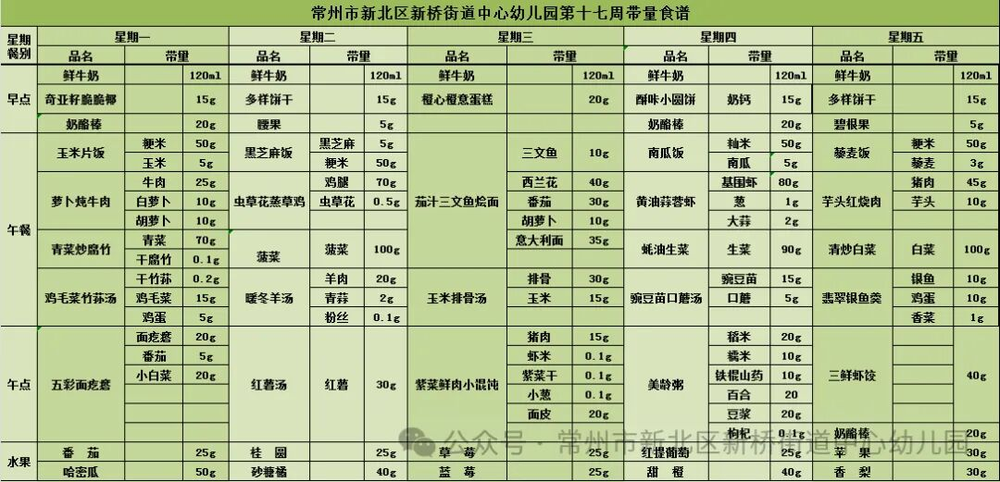 常州市新北区新桥街道中心幼儿园第十七周带量食谱
星期 星期一 星期二 星期三 星期四 星期五
餐别 品名 带量 品名 带量 品名 带量 品名 带量 品名 带量
早点 鲜牛奶 120ml 鲜牛奶 120ml 鲜牛奶 120ml 鲜牛奶 120ml 鲜牛奶 120ml
奇亚籽脆脆椰 15g 多样饼干 15g 橙心橙意蛋糕 20g 酥味小圆饼 奶钙 15g 多样饼干 15g
奶酪棒 20g 腰果 5g 奶酪棒 20g 碧根果 5g
午餐 玉米片饭 粳米 50g 黑芝麻饭 黑芝麻 5g 茄汁三文鱼烩面 三文鱼 10g 南瓜饭 籼米 50g 藜麦饭 粳米 50g
玉米 5g 粳米 50g 南瓜 5g 藜麦 3g
萝卜炖牛肉 牛肉 25g 虫草花蒸草鸡 鸡腿 70g 西兰花 40g 黄油蒜蓉虾 基围虾 80g 芋头红烧肉 猪肉 45g
白萝卜 10g 虫草花 0.5g 番茄 30g 葱 1g 芋头 10g
胡萝卜 10g 胡萝卜 10g 大蒜 2g
青菜炒腐竹 青菜 70g 菠菜 菠菜 100g 意大利面 35g 蚝油生菜 生菜 90g 清炒白菜 白菜 100g
干腐竹 0.1g
鸡毛菜竹荪汤 干竹荪 0.2g 暖冬羊汤 羊肉 20g 玉米排骨汤 排骨 30g 豌豆苗口蘑汤 豌豆苗 15g 翡翠银鱼羹 银鱼 10g
鸡毛菜 15g 青蒜 2g 玉米 15g 口蘑 5g 鸡蛋 10g
鸡蛋 5g 粉丝 0.1g 香菜 1g
午点 五彩面疙瘩 面疙瘩 20g 红薯汤 红薯 30g 紫菜鲜肉小混饨 猪肉 15g 美龄粥 稻米 20g 三鲜虾饺 40g
番茄 5g 虾米 0.1g 糯米 10g
小白菜 20g 紫菜干 0.1g 铁棍山药 10g
小葱 0.1g 百合 20
面皮 20g 豆浆 20g
枸杞 0.1g 奶酪棒 20g
水果 番茄 25g 桂圆 25g 草莓 25g 红提葡萄 25g 苹果 30g
哈密瓜 50g 砂糖橘 40g 蓝莓 25g 甜橙 40g 香梨 30g
公众号·常州市新北区新桥街道中心幼儿园